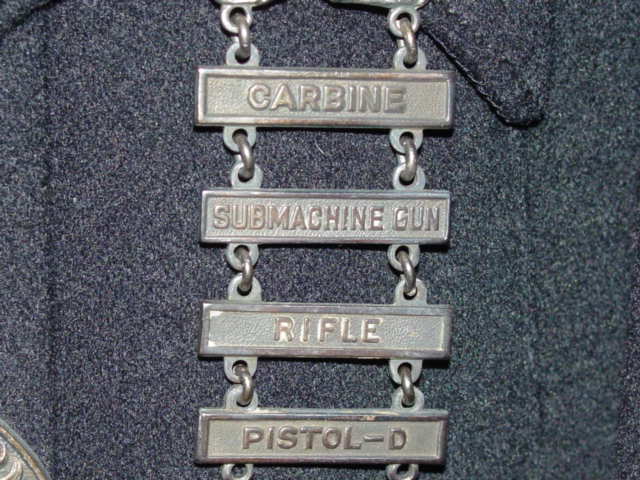 CARBINE
SUBMACHINE GUN
RIFLE
PISTOL-D